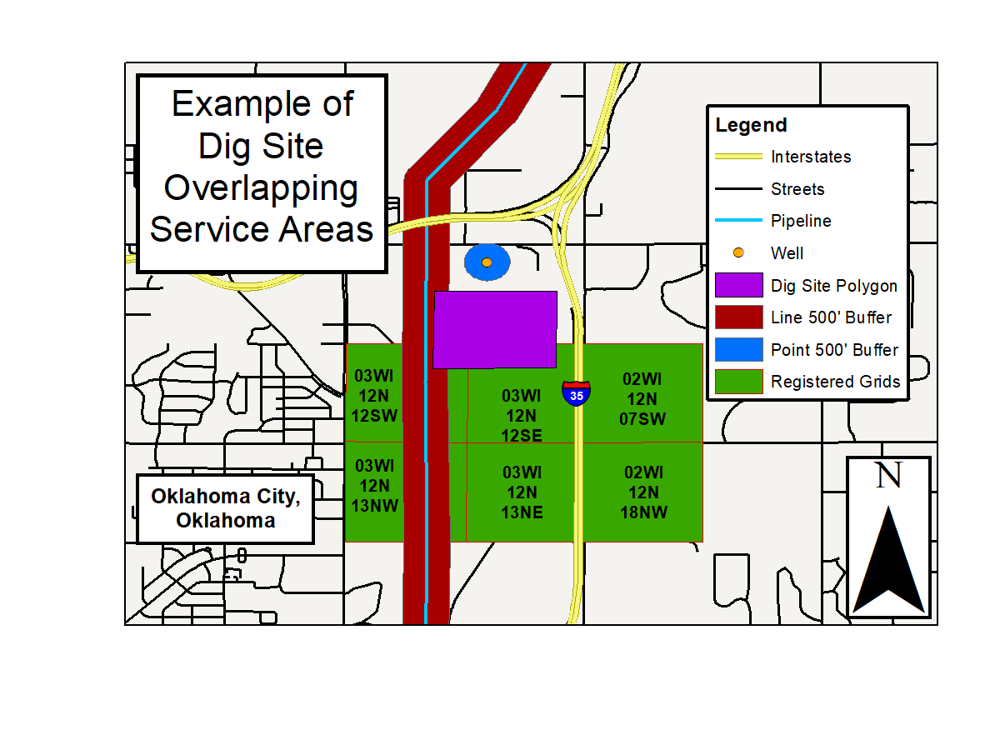 Example of
Dig Site
Overlapping
Service Areas
Legend
Interstates
Streets
Pipeline
Well
Dig Site Polygon
Line 500' Buffer
Point 500' Buffer
Registered Grids
03WI
12N
12SW
03WI
12N
12SE
02WI
12N
07SW
35
03WI
12N
13NW
03WI
12N
13NE
02WI
12N
18NW
Oklahoma City,
Oklahoma
N